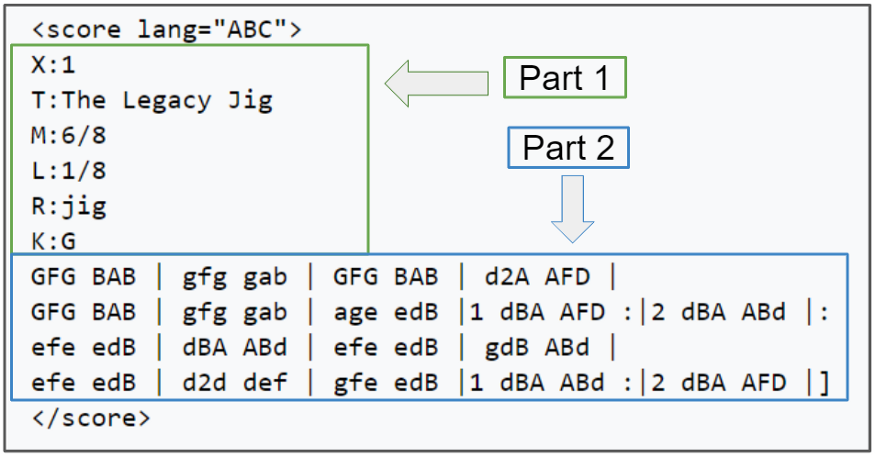 <score lang="ABC">
X:1
Part 1
T:The Legacy Jig
M:6/8
Part 2
L:1/8
R:jig
K:G
GFG BAB | gfg gab | GFG BAB | d2A AFD |
GFG BAB | gfg gab | age edB |1 dBA AFD :|2 dBA ABd |:
efe edB | dBA ABd | efe edB | gdB ABd |
efe edB | d2d def | gfe edB |1 dBA ABd :|2 dBA AFD |]
</score>